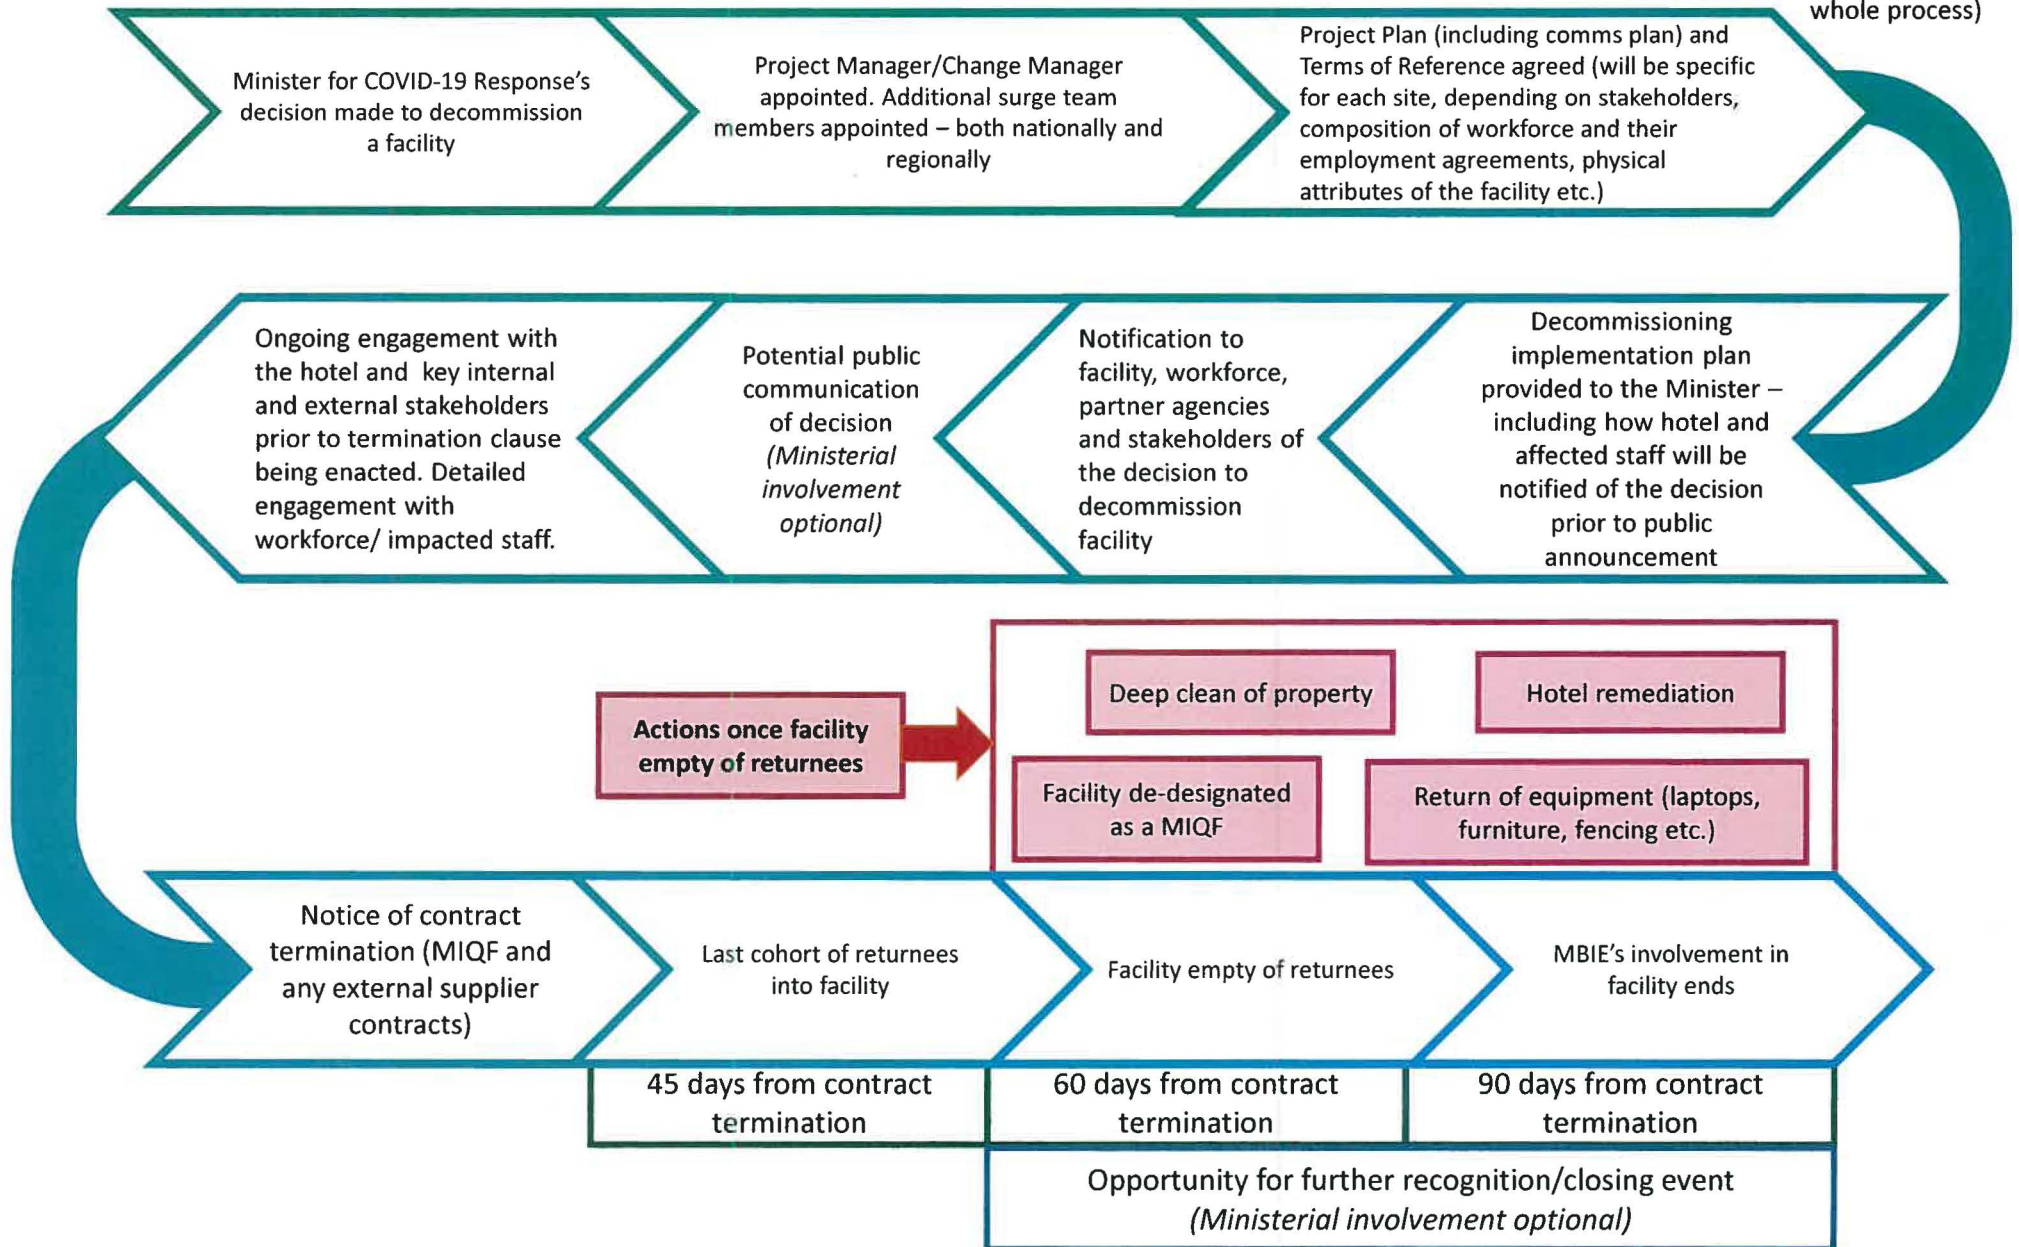 whole process)
Minister for COVID-19 Response’s
decision made to decommission
a facility
Project Manager/Change Manager
appointed. Additional surge team
members appointed – both nationally and
regionally
Project Plan (including comms plan) and
Terms of Reference agreed (will be specific
for each site, depending on stakeholders,
composition of workforce and their
employment agreements, physical
attributes of the facility etc.)
Decommissioning
implementation plan
provided to the Minister –
including how hotel and
affected staff will be
notified of the decision
prior to public
announcement
Notification to
facility, workforce,
partner agencies
and stakeholders of
the decision to
decommission
facility
Potential public
communication
of decision
(Ministerial
involvement
optional)
Ongoing engagement with
the hotel and key internal
and external stakeholders
prior to termination clause
being enacted. Detailed
engagement with
workforce/ impacted staff.
Actions once facility
empty of returnees
Deep clean of property
Hotel remediation
Facility de-designated
as a MIQF
Return of equipment (laptops,
furniture, fencing etc.)
Notice of contract
termination (MIQF and
any external supplier
contracts)
Last cohort of returnees
into facility
Facility empty of returnees
MBIE’s involvement in
facility ends
45 days from contract
termination
60 days from contract
termination
90 days from contract
termination
Opportunity for further recognition/closing event
(Ministerial involvement optional)